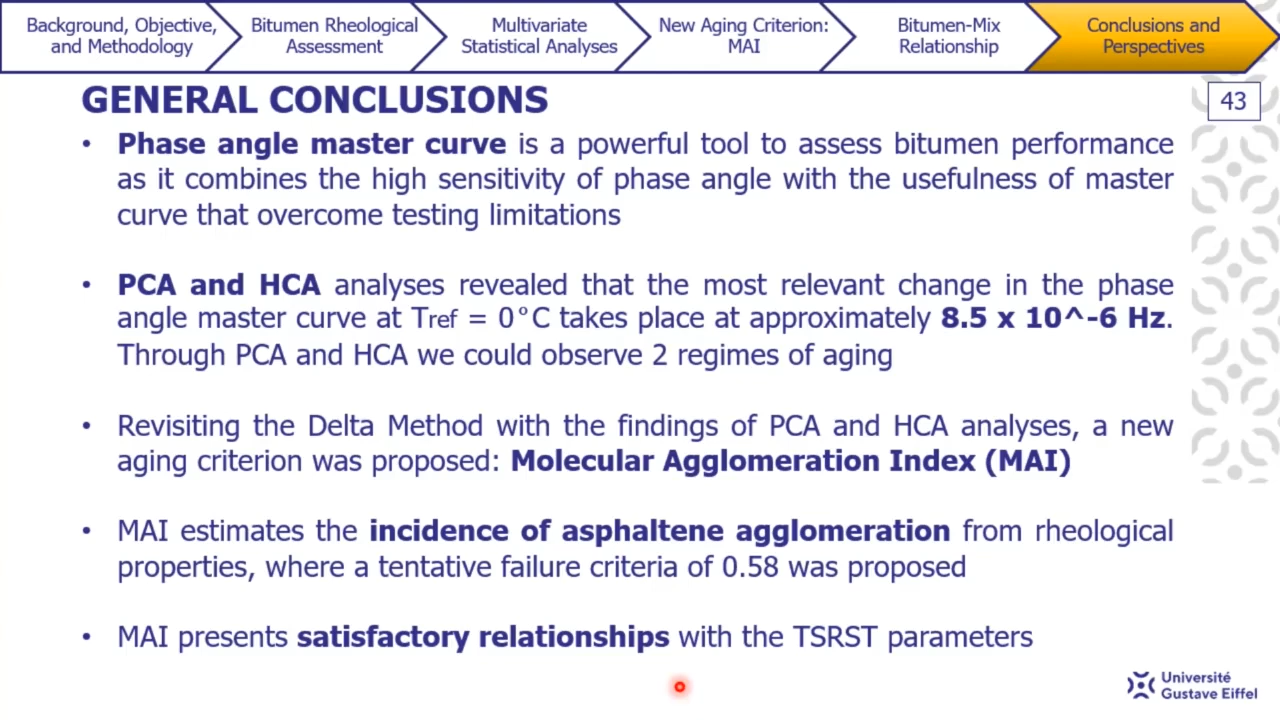 Background, Objective,
and Methodology
Bitumen Rheological
Assessment
Multivariate
Statistical Analyses
New Aging Criterion:
MAI
Bitumen-Mix
Relationship
Conclusions and
Perspectives
GENERAL CONCLUSIONS
43
• Phase angle master curve is a powerful tool to assess bitumen performance
as it combines the high sensitivity of phase angle with the usefulness of master
curve that overcome testing limitations
• PCA and HCA analyses revealed that the most relevant change in the phase
angle master curve at Tref = 0°C takes place at approximately 8.5 x 10^-6 Hz.
Through PCA and HCA we could observe 2 regimes of aging
• Revisiting the Delta Method with the findings of PCA and HCA analyses, a new
aging criterion was proposed: Molecular Agglomeration Index (MAI)
• MAI estimates the incidence of asphaltene agglomeration from rheological
properties, where a tentative failure criteria of 0.58 was proposed
• MAI presents satisfactory relationships with the TSRST parameters
Université
Gustave Eiffel